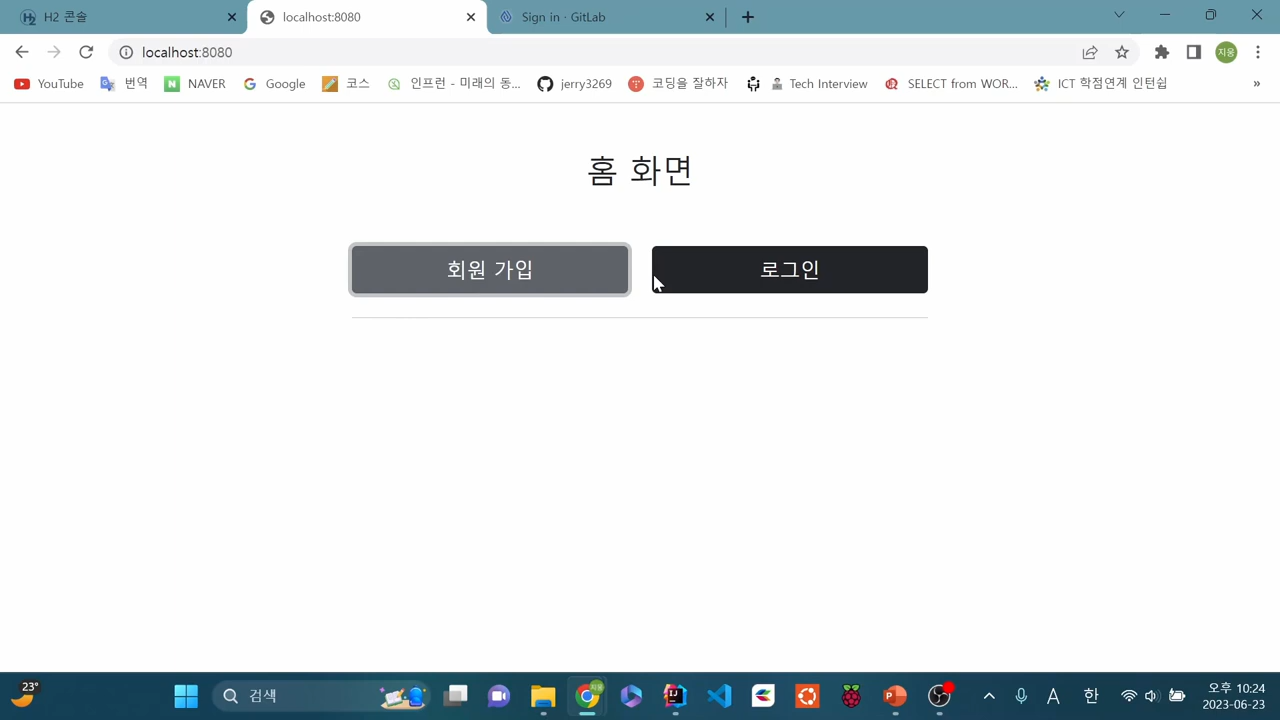 H2 콘솔
localhost:8080
Sign in · GitLab
localhost:8080
지웅
YouTube
번역
NAVER
Google
코스
인프런 - 미래의 동...
jerry3269
코딩을 잘하자
Tech Interview
SELECT from WOR...
ICT 학점연계 인턴쉽
»
홈 화면
회원 가입
로그인
23°
검색
A
한
오후 10:24
2023-06-23